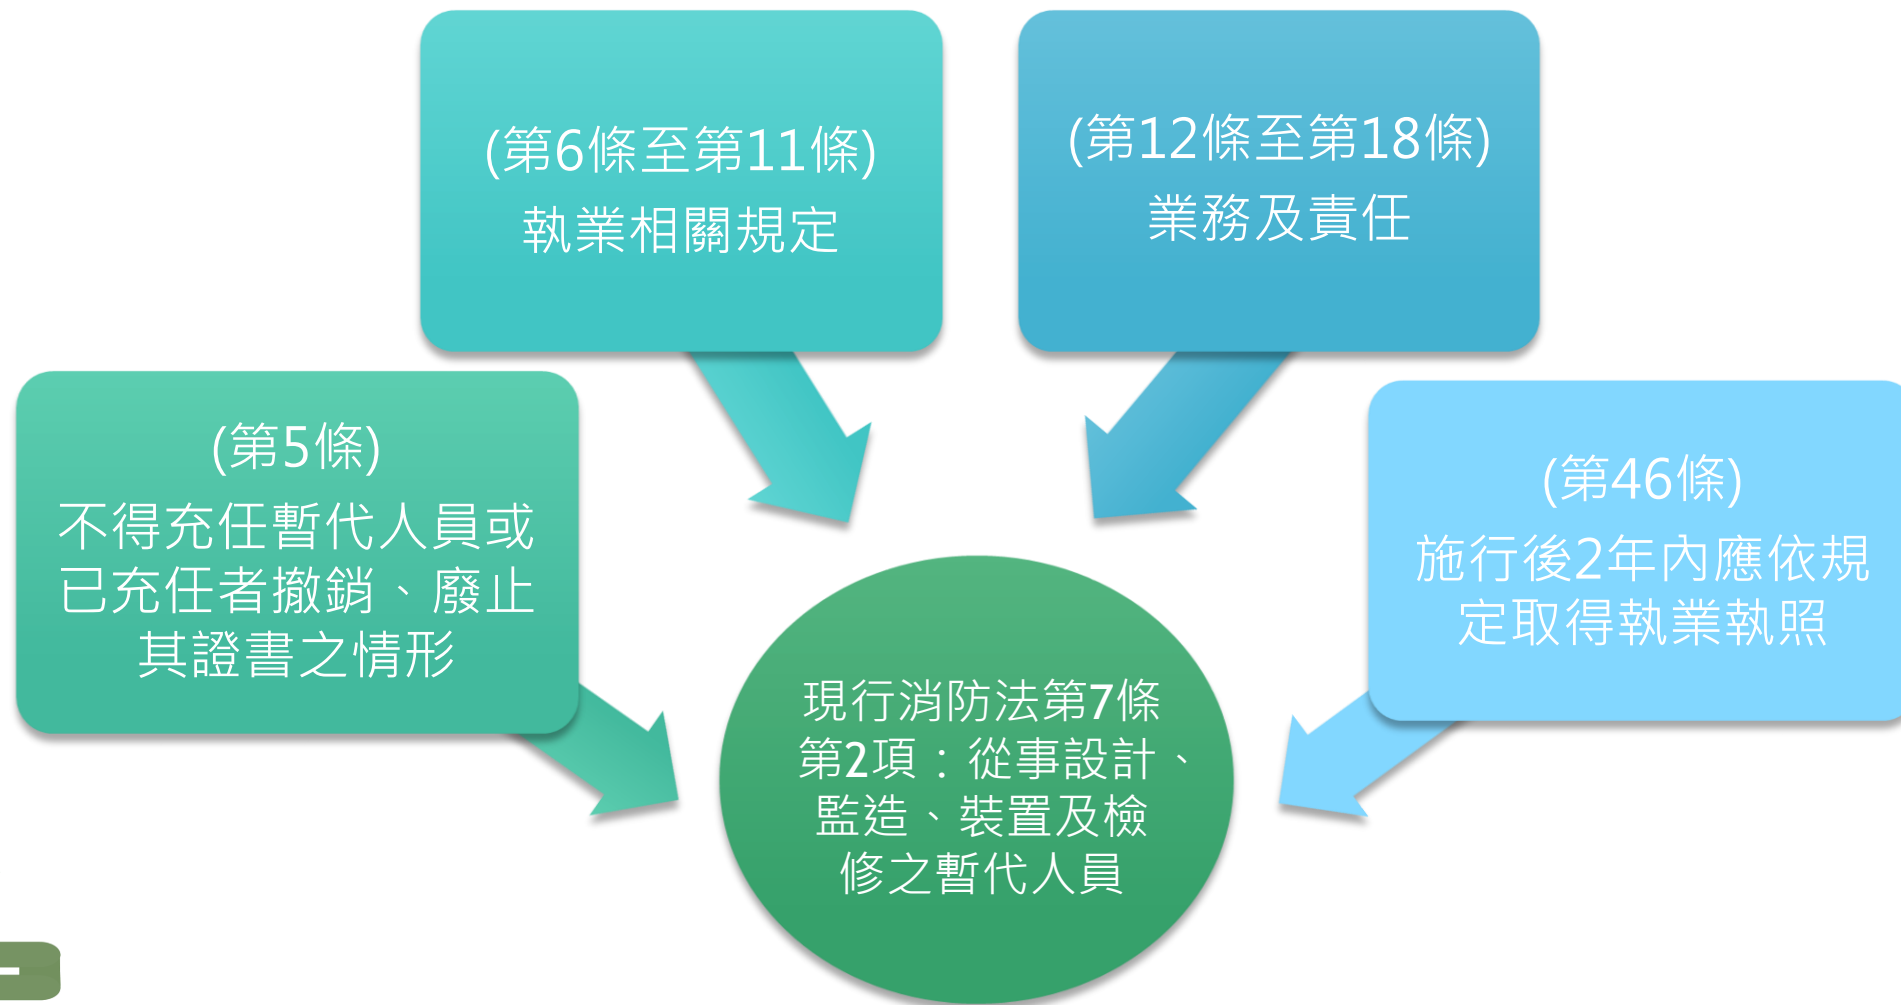 (第6條至第11條)
執業相關規定
(第12條至第18條)
業務及責任
(第5條)
不得充任暫代人員或
已充任者撤銷、廢止
其證書之情形
(第46條)
施行後2年內應依規
定取得執業執照
現行消防法第7條
第2項：從事設計、
監造、裝置及檢
修之暫代人員